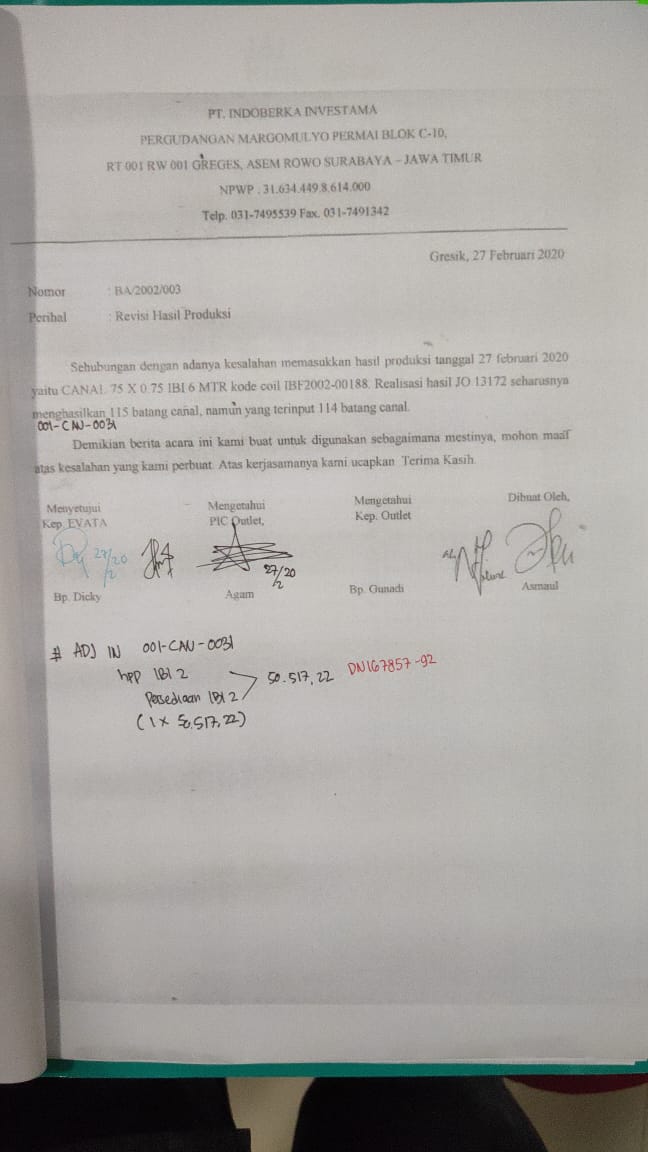 PT. INDOBERKA INVESTAMA
PERGUDANGAN MARGOMULYO PERMAI BLOK C-10,
RT 001 RW 001 GREGES, ASEM ROWO SURABAYA – JAWA TIMUR
NPWP . 31.634.449.8.614.000
Telp. 031-7495539 Fax. 031-7491342
Gresik, 27 Februari 2020
Nomor : BA/2002/003
Perihal : Revisi Hasil Produksi
Sehubungan dengan adanya kesalahan memasukkan hasil produksi tanggal 27 februari 2020
yaitu CANAL 75 X 0.75 IBI 6 MTR kode coil IBF2002-00188. Realisasi hasil JO 13172 seharusnya
menghasilkan 115 batang canal, namun yang terinput 114 batang canal.
001-CAU-0031
Demikian berita acara ini kami buat untuk digunakan sebagaimana mestinya, mohon maaf
atas kesalahan yang kami perbuat. Atas kerjasamanya kami ucapkan Terima Kasih.
Menyetujui Mengetahui Mengetahui Dibuat Oleh,
Kep. EVATA PIC Outlet, Kep. Outlet
27/20
2
27/20
2
Bp. Dicky Agam Bp. Gunadi Asmaul
# ADJ IN 001-CAU-0031
hpp IBI 2
Persediaan IBI 2
50.517,22 DN167857-92
(1 x 50.517,22)